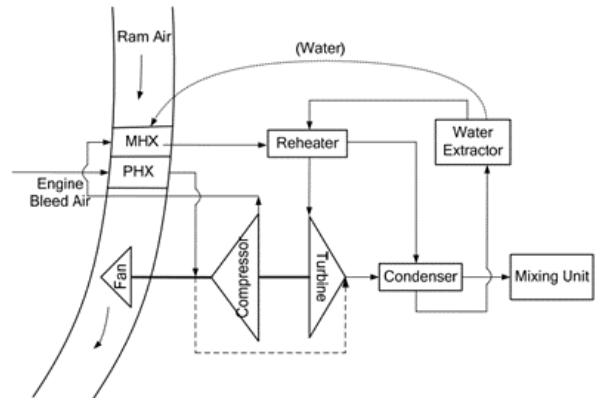 Ram Air
(Water)
MHX
Reheater
Water
Extractor
PHX
Engine
Bleed Air
Fan
Compressor
Turbine
Condenser
Mixing Unit